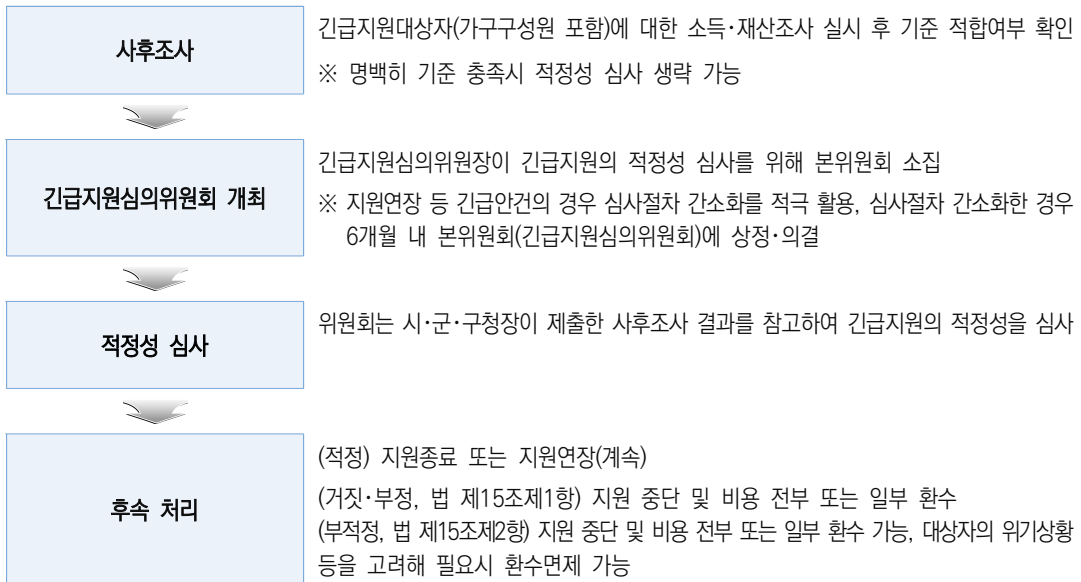 사후조사
긴급지원대상자(가구구성원 포함)에 대한 소득･재산조사 실시 후 기준 적합여부 확인
※ 명백히 기준 충족시 적정성 심사 생략 가능
긴급지원심의위원회 개최
긴급지원심의위원장이 긴급지원의 적정성 심사를 위해 본위원회 소집
※ 지원연장 등 긴급안건의 경우 심사절차 간소화를 적극 활용, 심사절차 간소화한 경우
6개월 내 본위원회(긴급지원심의위원회)에 상정･의결
적정성 심사
위원회는 시･군･구청장이 제출한 사후조사 결과를 참고하여 긴급지원의 적정성을 심사
후속 처리
(적정) 지원종료 또는 지원연장(계속)
(거짓･부정, 법 제15조제1항) 지원 중단 및 비용 전부 또는 일부 환수
(부적정, 법 제15조제2항) 지원 중단 및 비용 전부 또는 일부 환수 가능, 대상자의 위기상황
등을 고려해 필요시 환수면제 가능